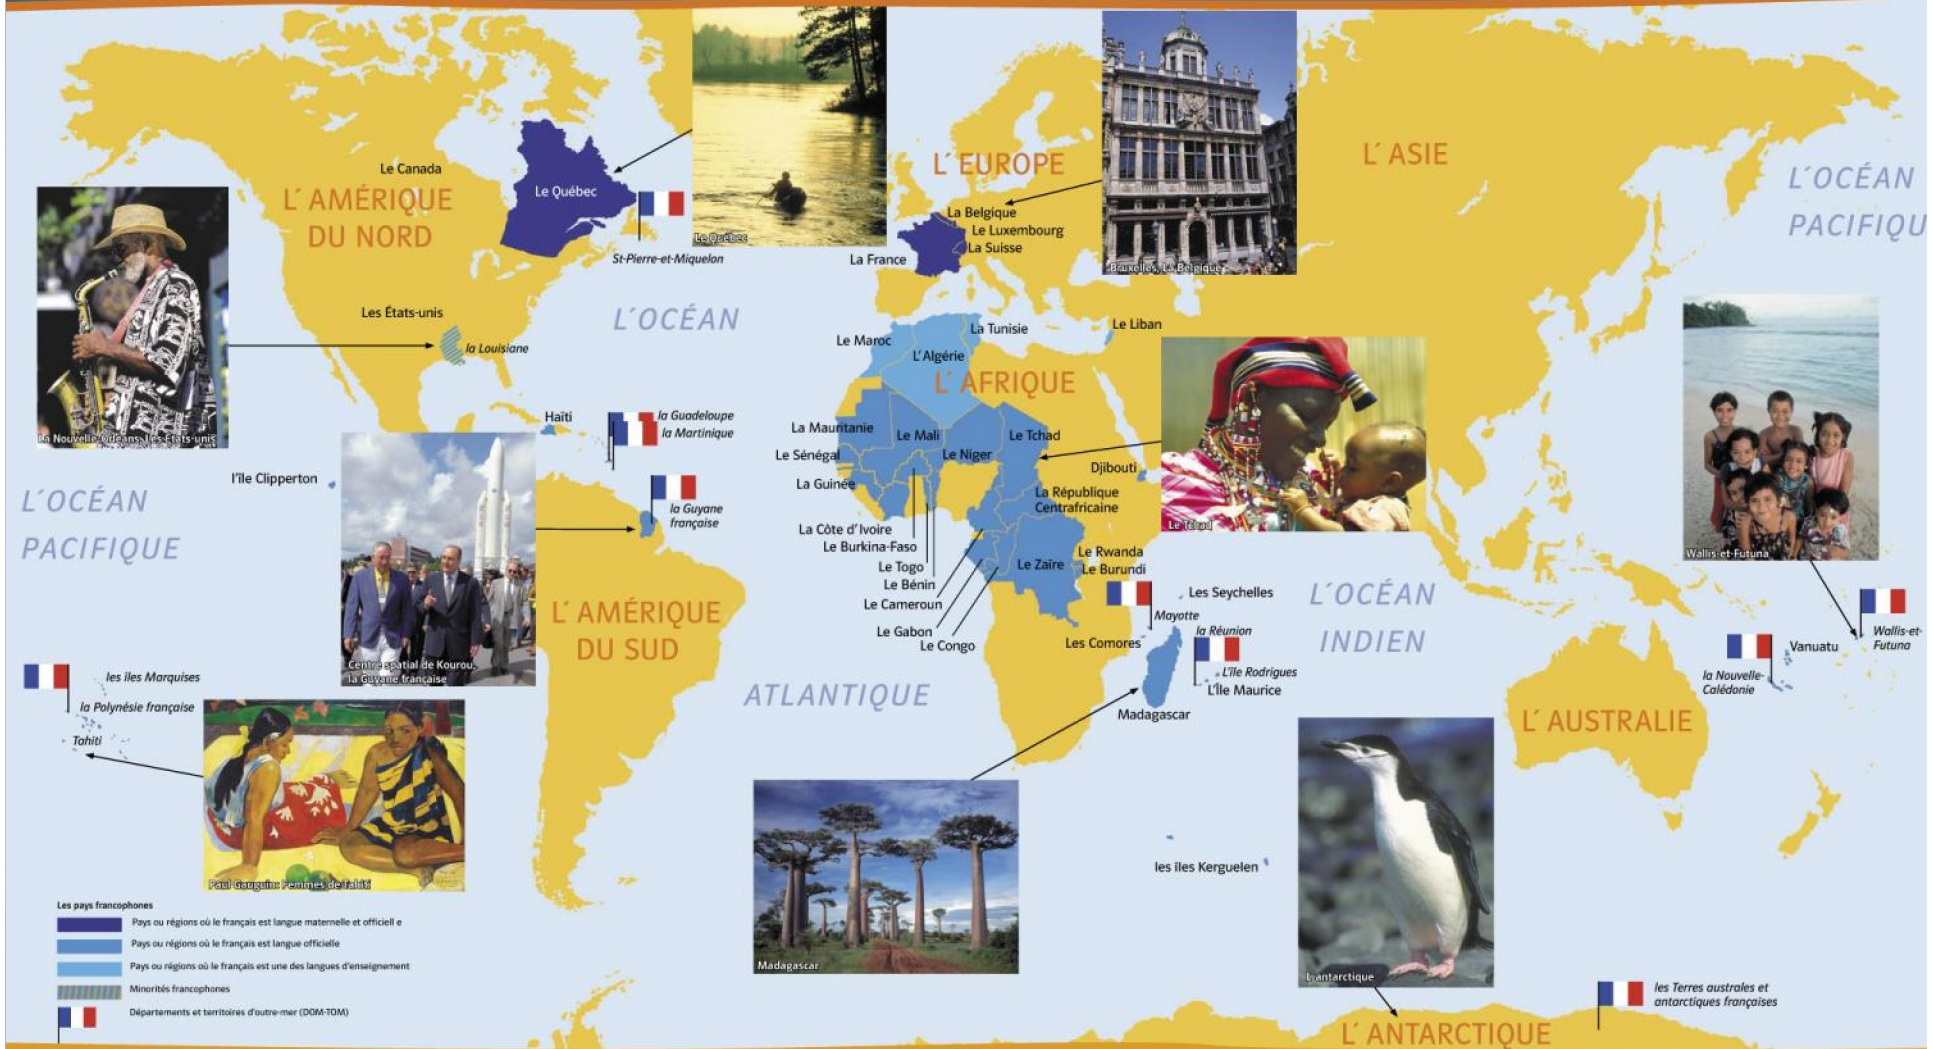 Le Canada
L´AMÉRIQUE
DU NORD
Le Québec
St-Pierre-et-Miquelon
Le Québec
L´EUROPE
La Belgique
Le Luxembourg
La Suisse
La France
Bruxelles, La Belgique
L´ASIE
L´OCÉAN
PACIFIQU
La Nouvelle-Orléans, Les États-unis
Les États-unis
la Louisiane
L´OCÉAN
Le Maroc
La Tunisie
L´Algérie
Le Liban
L´AFRIQUE
Haïti
la Guadeloupe
la Martinique
La Mauritanie
Le Mali
Le Tchad
Le Sénégal
Le Niger
Djibouti
La Guinée
La République
Centrafricaine
Le Tchad
Wallis-et-Futuna
l'île Clipperton
L´OCÉAN
PACIFIQUE
la Guyane
française
La Côte d´Ivoire
Le Burkina-Faso
Le Togo
Le Bénin
Le Cameroun
Le Gabon
Le Congo
Le Zaïre
Le Rwanda
Le Burundi
Les Seychelles
Mayotte
la Réunion
Les Comores
L'île Rodrigues
L'Île Maurice
Madagascar
L´OCÉAN
INDIEN
L´AMÉRIQUE
DU SUD
Centre spatial de Kourou,
la Guyane française
ATLANTIQUE
les îles Marquises
la Polynésie française
Tahiti
Paul Gauguin: Femmes de Tahiti
Vanuatu
Wallis-et-
Futuna
la Nouvelle-
Calédonie
L´AUSTRALIE
les îles Kerguelen
Madagascar
L'antarctique
les Terres australes et
antarctiques françaises
L´ANTARCTIQUE
Les pays francophones
Pays ou régions où le français est langue maternelle et officiell e
Pays ou régions où le français est langue officielle
Pays ou régions où le français est une des langues d'enseignement
Minorités francophones
Départements et territoires d'outre-mer (DOM-TOM)